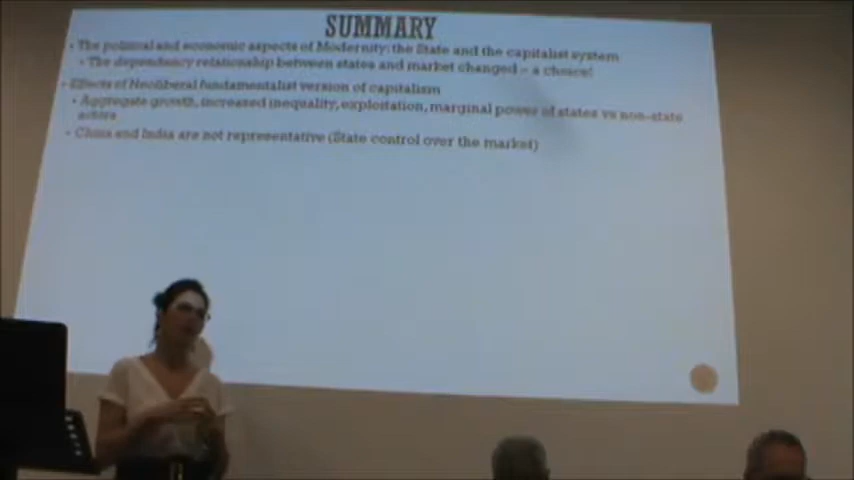 SUMMARY
• The political and economic aspects of Modernity: the State and the capitalist system
• The dependency relationship between states and market changed – a choice!
• Effects of Neoliberal fundamentalist version of capitalism
• Aggregate growth, increased inequality, exploitation, marginal power of states vs non-state
actors
• China and India are not representative (State control over the market)